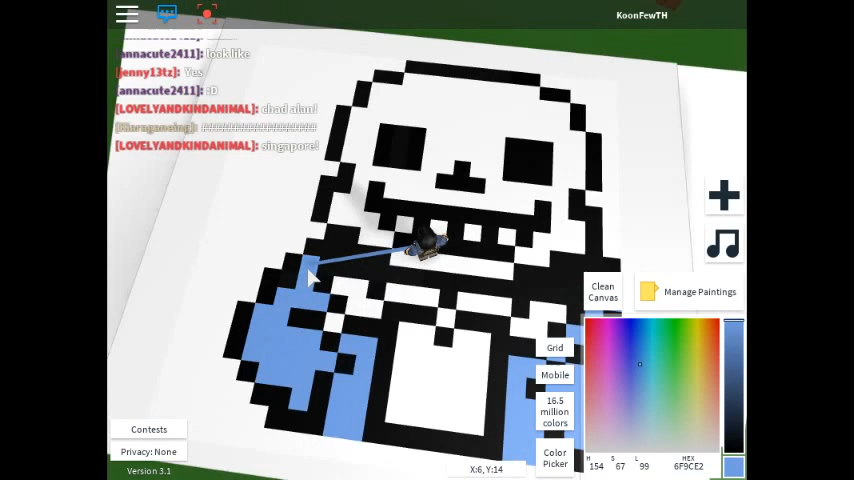 KoonFewTH
[annacute2411]: look like
[jenny13tz]: Yes
[annacute2411]: :D
[LOVELYANDKINDANIMAL]: chad alan!
[LOVELYANDKINDANIMAL]: singapore!
Clean
Canvas
Manage Paintings
Grid
Mobile
16.5
million
colors
Color
Picker
H S L HEX
154 67 99 6F9CE2
Contests
Privacy: None
Version 3.1
X:6, Y:14